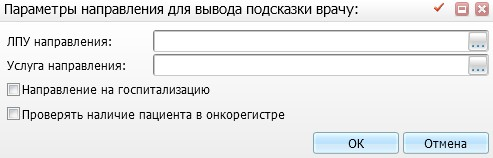 Параметры направления для вывода подсказки врачу:
ЛПУ направления:
...
Услуга направления:
...
Направление на госпитализацию
Проверять наличие пациента в онкорегистре
ОК
Отмена